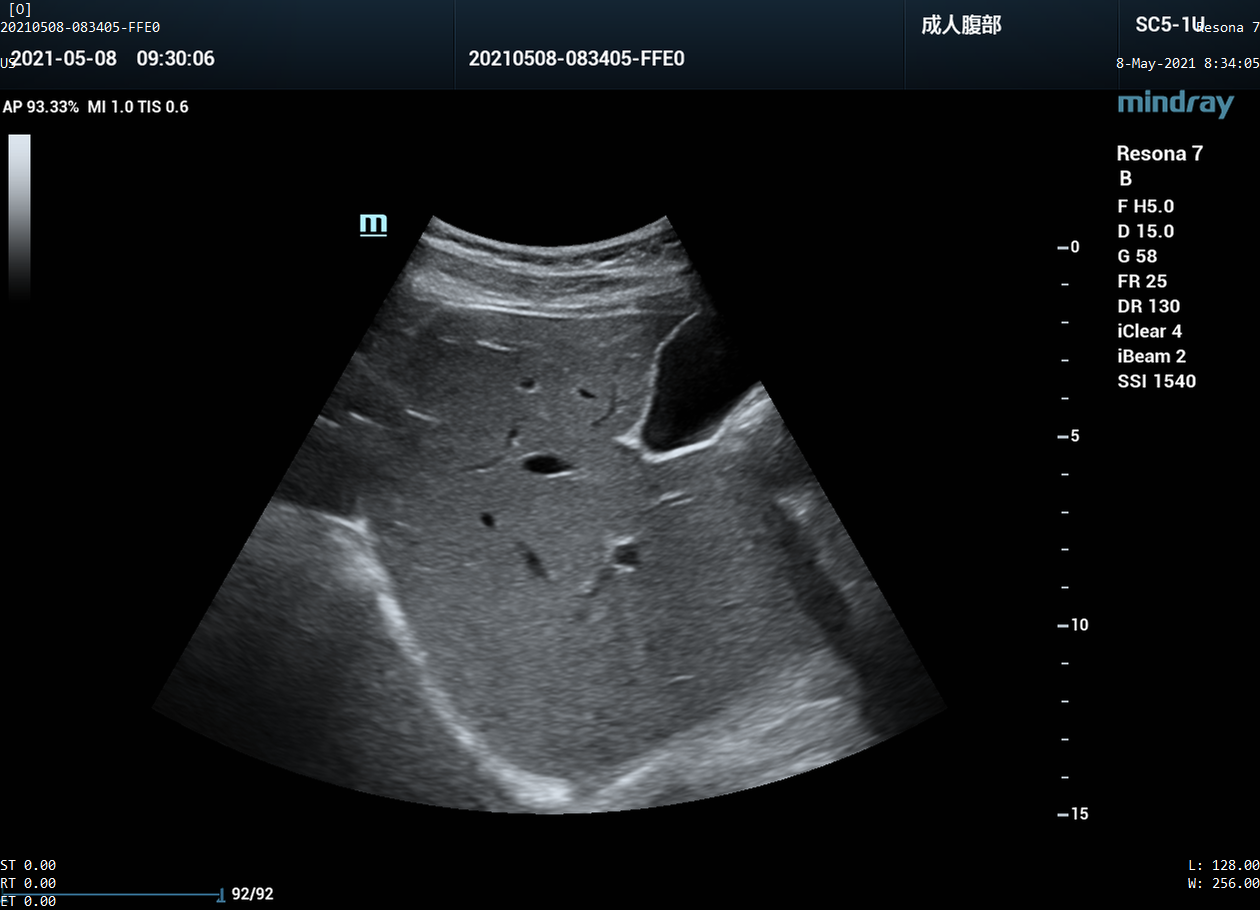 [O]
20210508-083405-FFE0
成人腹部
SC5-1U
Resona 7
US
2021-05-08 09:30:06
20210508-083405-FFE0
8-May-2021 8:34:05
AP 93.33% MI 1.0 TIS 0.6
mindray
Resona 7
B
m
F H5.0
D 15.0
G 58
FR 25
DR 130
iClear 4
iBeam 2
SSI 1540
0
5
10
15
ST 0.00
RT 0.00
ET 0.00
92/92
L: 128.00
W: 256.00